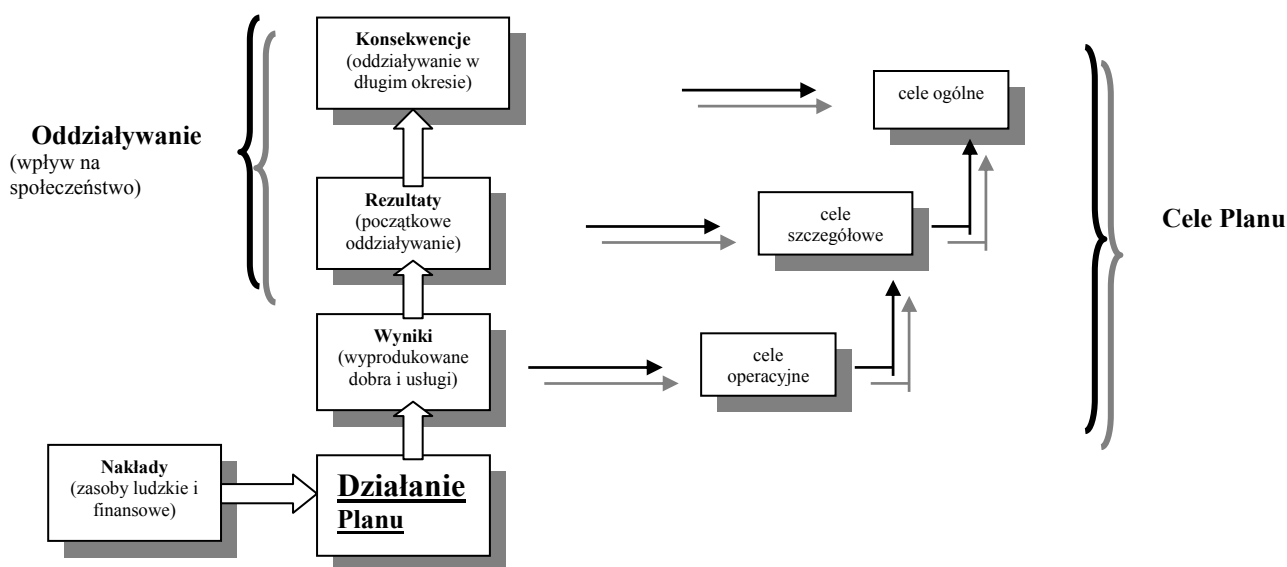 Konsekwencje
(oddziaływanie w
długim okresie)
cele ogólne
Oddziaływanie
(wpływ na
społeczeństwo)
Rezultaty
(początkowe
oddziaływanie)
cele
szczegółowe
Cele Planu
Wyniki
(wyprodukowane
dobra i usługi)
cele
operacyjne
Nakłady
(zasoby ludzkie i
finansowe)
Działanie
Planu